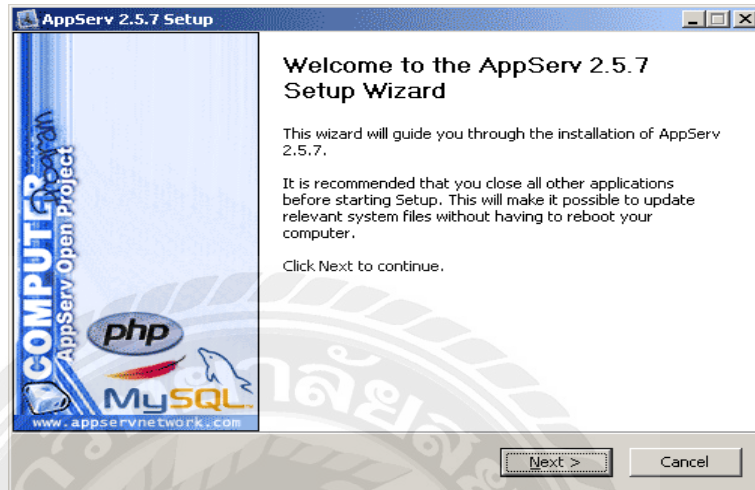 AppServ 2.5.7 Setup
Welcome to the AppServ 2.5.7
Setup Wizard
This wizard will guide you through the installation of AppServ
2.5.7.
It is recommended that you close all other applications
before starting Setup. This will make it possible to update
relevant system files without having to reboot your
computer.
Click Next to continue.
COMPUTER
Program
AppServ Open Project
php
MySQL
www.appservnetwork.com
Next >
Cancel